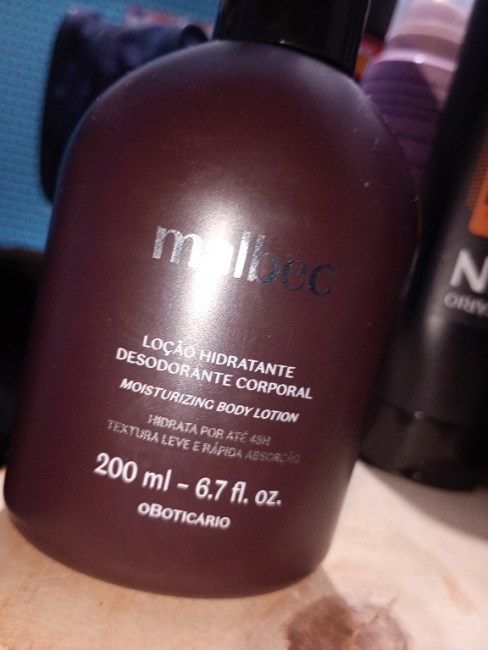 malbec
LOÇÃO HIDRATANTE
DESODORANTE CORPORAL
MOISTURIZING BODY LOTION
HIDRATA POR ATÉ 48H
TEXTURA LEVE E RÁPIDA ABSORÇÃO
200 ml – 6.7 fl. oz.
oBOTICÁRIO